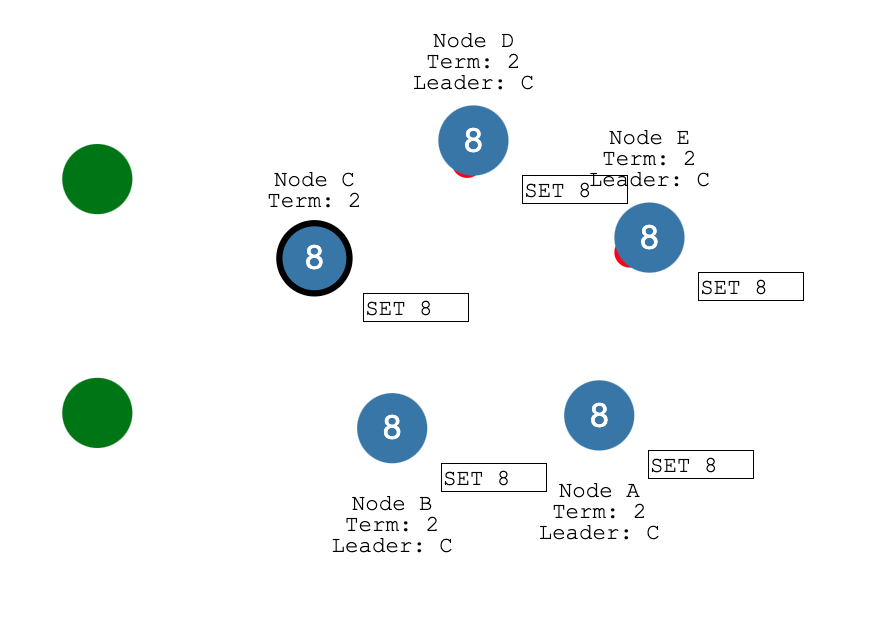 Node D
Term: 2
Leader: C
8
SET 8
Node E
Term: 2
Leader: C
8
SET 8
Node C
Term: 2
8
SET 8
8
SET 8
Node B
Term: 2
Leader: C
8
SET 8
Node A
Term: 2
Leader: C